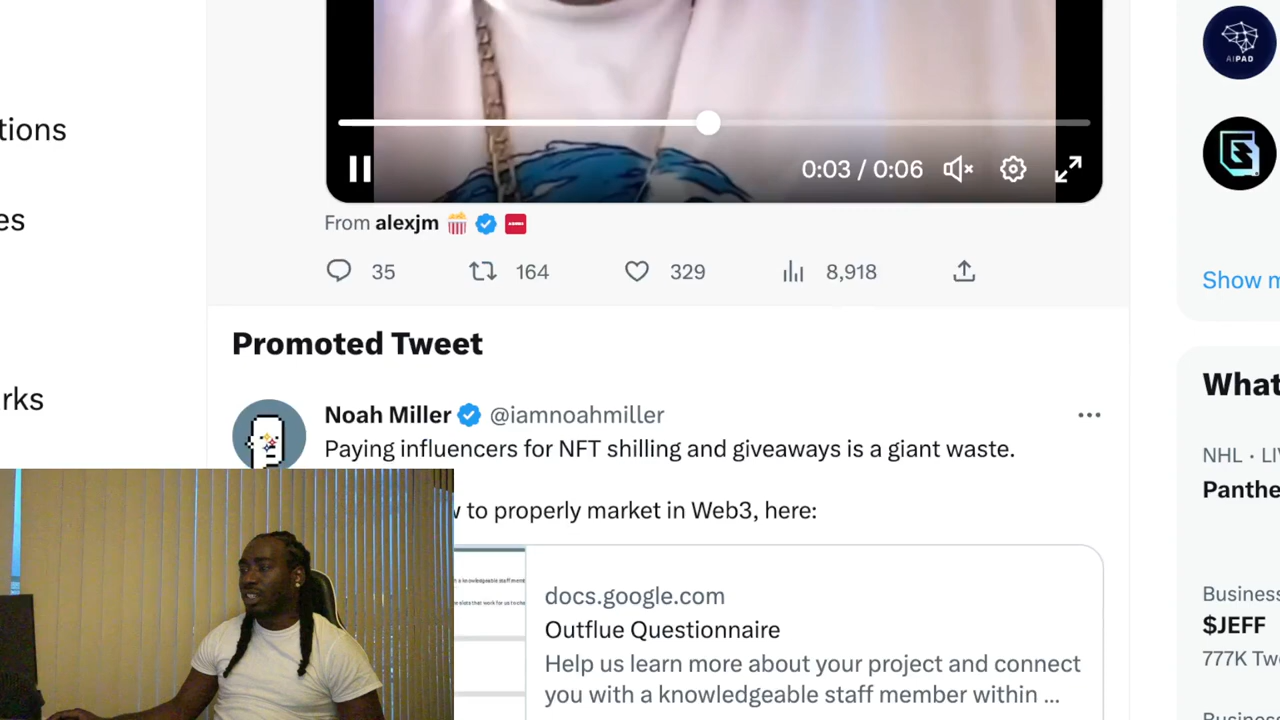 AIPAD
tions
es
rks
0:03 / 0:06
From alexjm
35 164 329 8,918
Promoted Tweet
Noah Miller @iamnoahmiller
Paying influencers for NFT shilling and giveaways is a giant waste.
to properly market in Web3, here:
docs.google.com
Outflue Questionnaire
Help us learn more about your project and connect
you with a knowledgeable staff member within ...
Show m
What
NHL · LI
Panthe
Business
$JEFF
777K Tw
Business